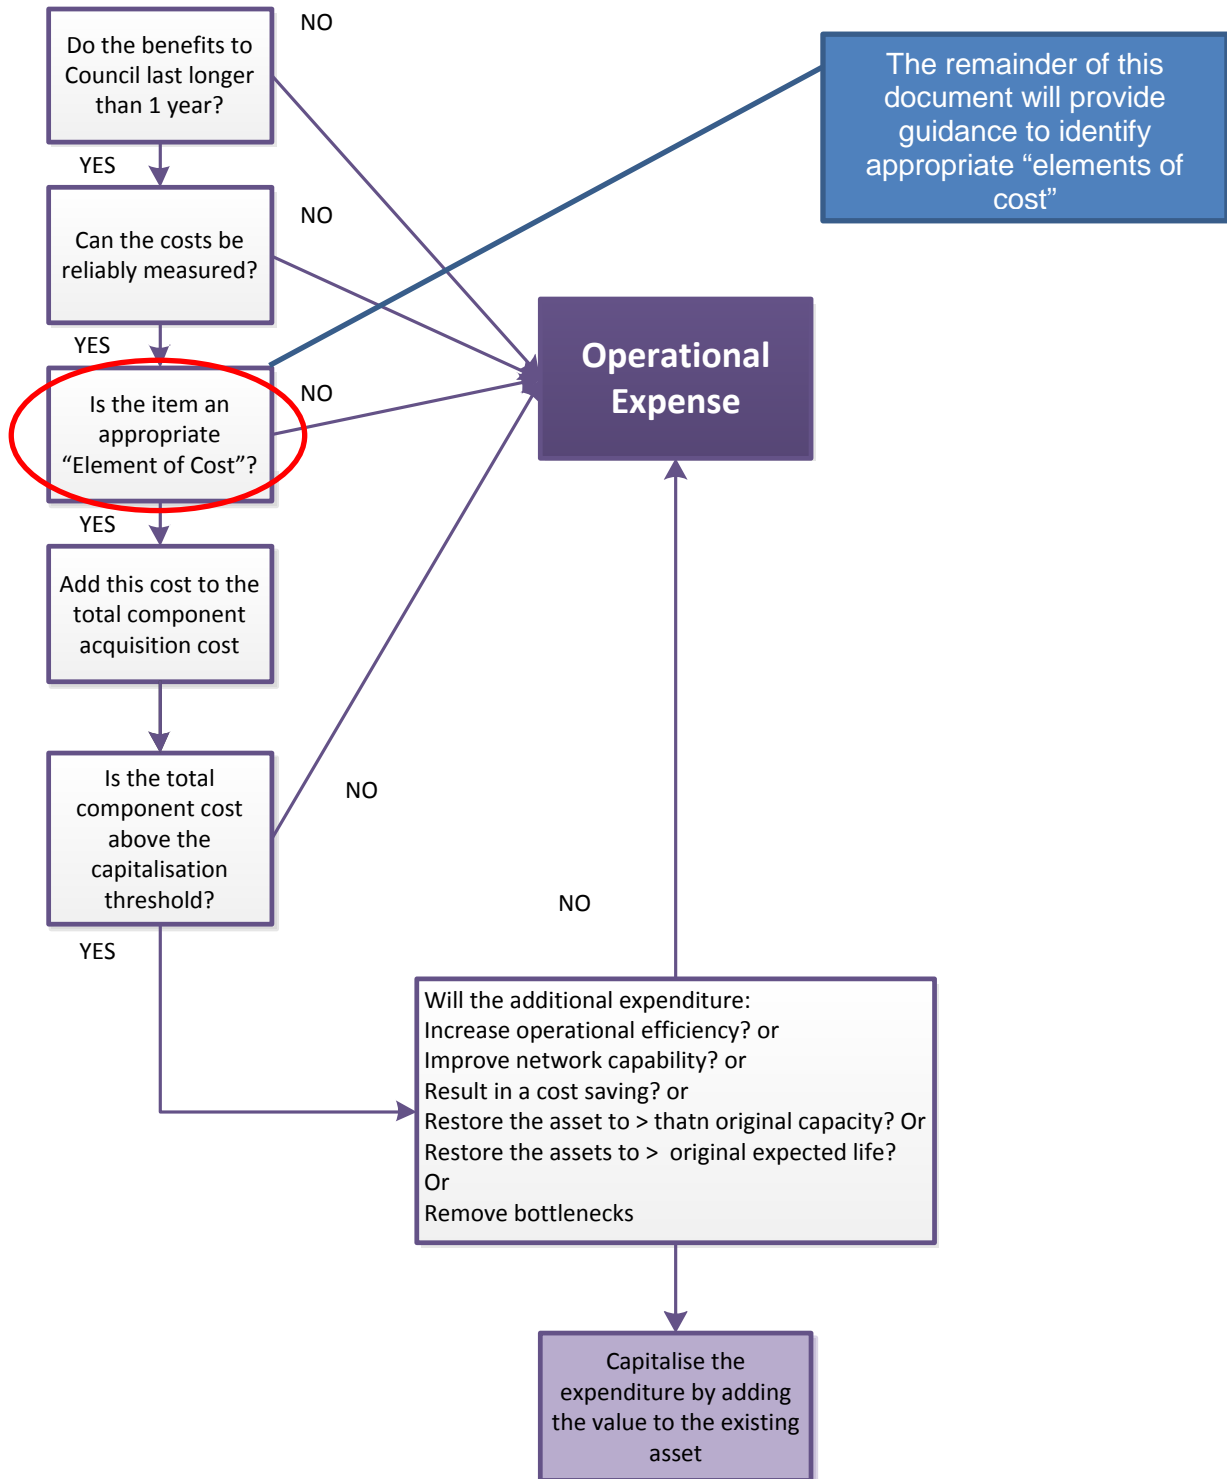 NO
Do the benefits to
Council last longer
than 1 year?
The remainder of this
document will provide
guidance to identify
appropriate “elements of
cost”
YES
NO
Can the costs be
reliably measured?
YES
Operational
Expense
NO
Is the item an
appropriate
“Element of Cost”?
YES
Add this cost to the
total component
acquisition cost
Is the total
component cost
above the
capitalisation
threshold?
NO
YES
NO
Will the additional expenditure:
Increase operational efficiency? or
Improve network capability? or
Result in a cost saving? or
Restore the asset to > thatn original capacity? Or
Restore the assets to >  original expected life?
Or
Remove bottlenecks
Capitalise the
expenditure by adding
the value to the existing
asset